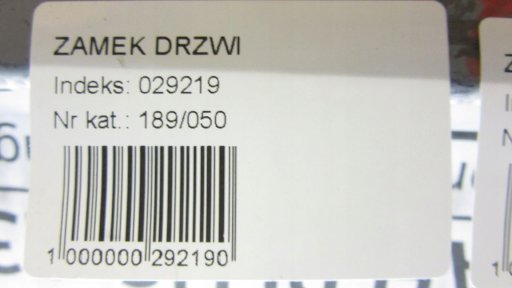 ZAMEK DRZWI
Indeks: 029219
Nr kat.: 189/050
1 000000 292190